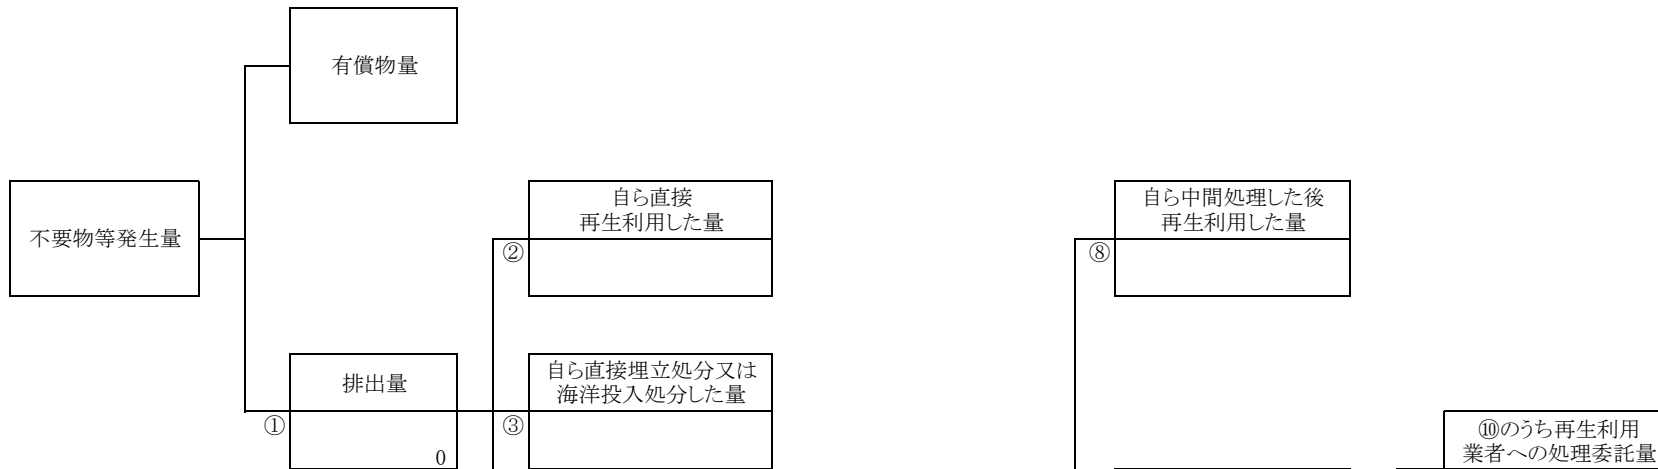 有償物量
不要物等発生量
自ら直接
再生利用した量
②
自ら中間処理した後
再生利用した量
⑧
排出量
①
0
自ら直接埋立処分又は
海洋投入処分した量
③
⑩のうち再生利用
業者への処理委託量